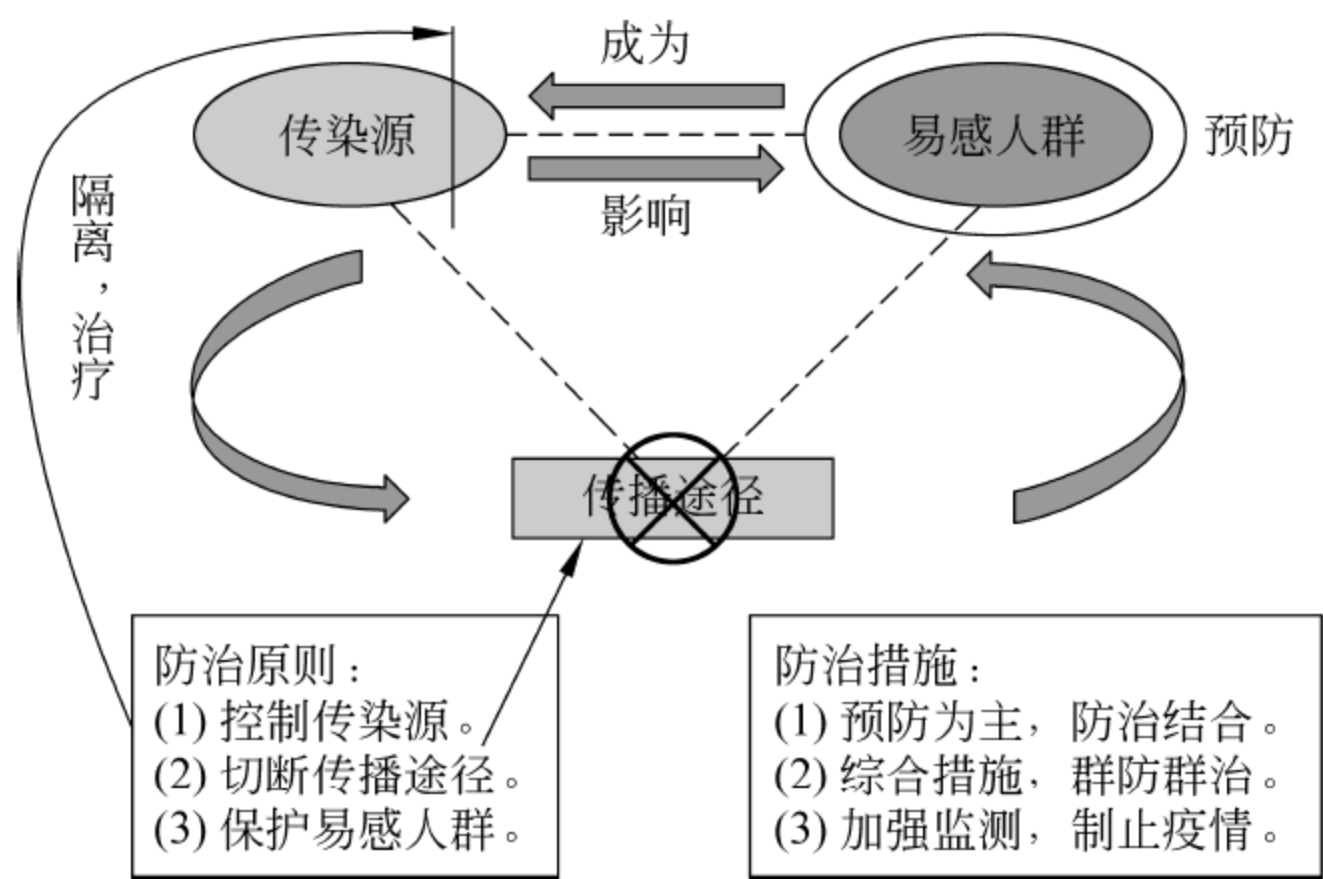 成为
传染源
易感人群
预防
影响
隔离，治疗
传播途径
防治原则：
(1) 控制传染源。
(2) 切断传播途径。
(3) 保护易感人群。
防治措施：
(1) 预防为主，防治结合。
(2) 综合措施，群防群治。
(3) 加强监测，制止疫情。